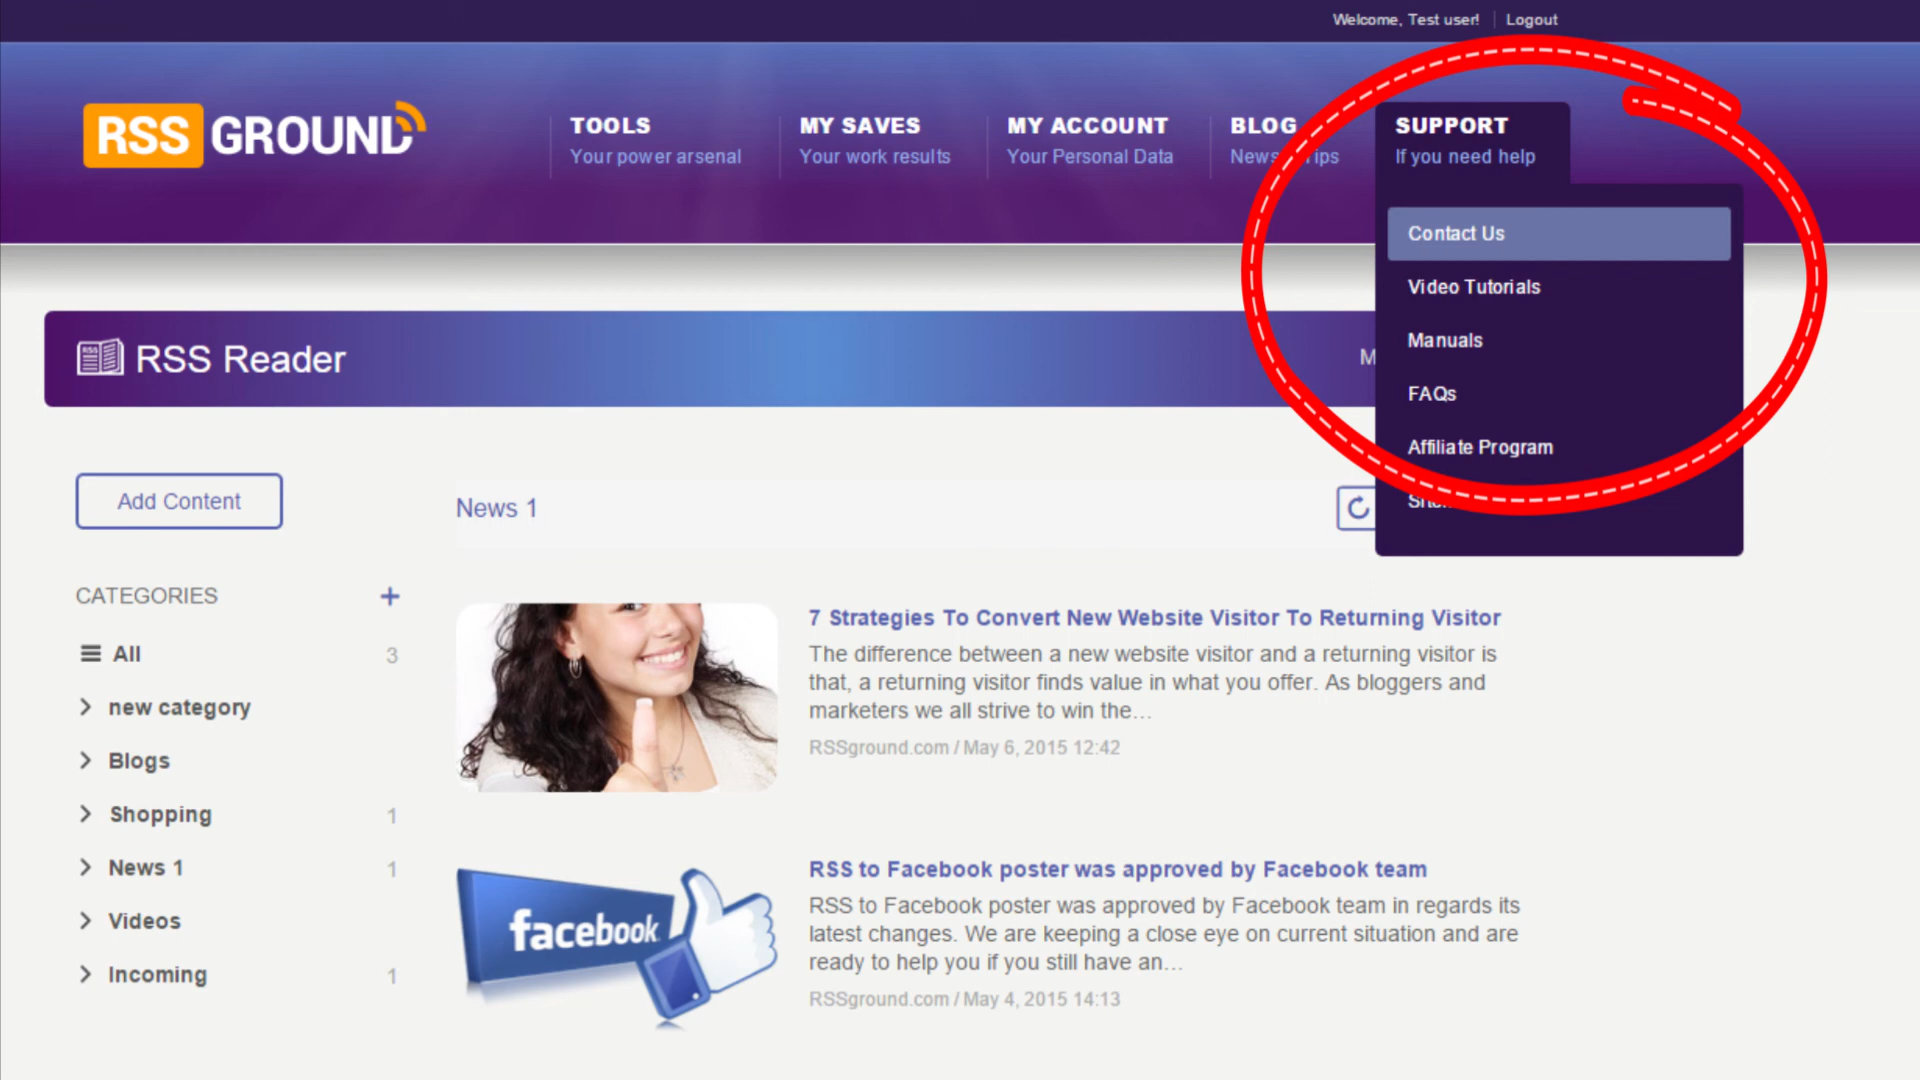 Welcome, Test user! Logout
RSS GROUND
TOOLS
Your power arsenal
MY SAVES
Your work results
MY ACCOUNT
Your Personal Data
BLOG
SUPPORT
If you need help
Contact Us
Video Tutorials
Manuals
FAQs
Affiliate Program
RSS Reader
Add Content
News 1
CATEGORIES +
All 3
new category
Blogs
Shopping 1
News 1 1
Videos
Incoming 1
7 Strategies To Convert New Website Visitor To Returning Visitor
The difference between a new website visitor and a returning visitor is
that, a returning visitor finds value in what you offer. As bloggers and
marketers we all strive to win the...
RSSground.com / May 6, 2015 12:42
facebook
RSS to Facebook poster was approved by Facebook team
RSS to Facebook poster was approved by Facebook team in regards its
latest changes. We are keeping a close eye on current situation and are
ready to help you if you still have an...
RSSground.com / May 4, 2015 14:13